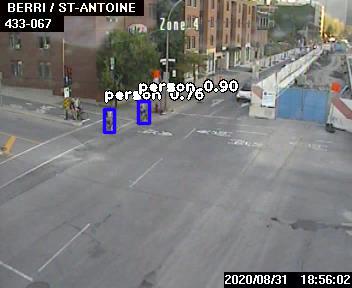 BERRI / ST-ANTOINE
433-067
Zone 4
person 0.90
person 0.76
2020/08/31 18:56:02